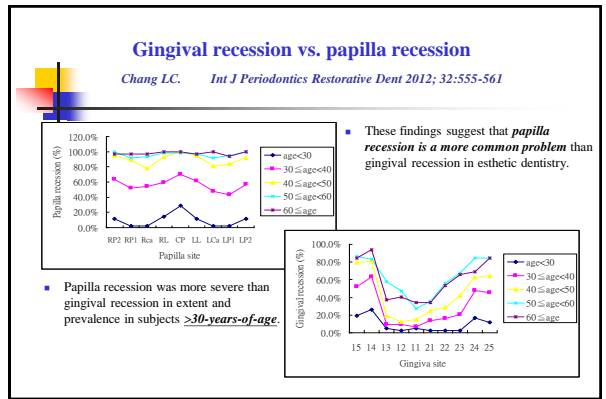 Gingival recession vs. papilla recession
Chang LC. Int J Periodontics Restorative Dent 2012; 32:555-561
120.0%
100.0%
80.0%
60.0%
40.0%
20.0%
0.0%
Papilla recession (%)
RP2 RP1 Rca RL CP LL LCa LP1 LP2
Papilla site
age<30
30≦age<40
40≦age<50
50≦age<60
60≦age
These findings suggest that papilla
recession is a more common problem than
gingival recession in esthetic dentistry.
Papilla recession was more severe than
gingival recession in extent and
prevalence in subjects >30-years-of-age.
100.0%
80.0%
60.0%
40.0%
20.0%
0.0%
Gingival recession (%)
15 14 13 12 11 21 22 23 24 25
Gingiva site
age<30
30≦age<40
40≦age<50
50≦age<60
60≦age